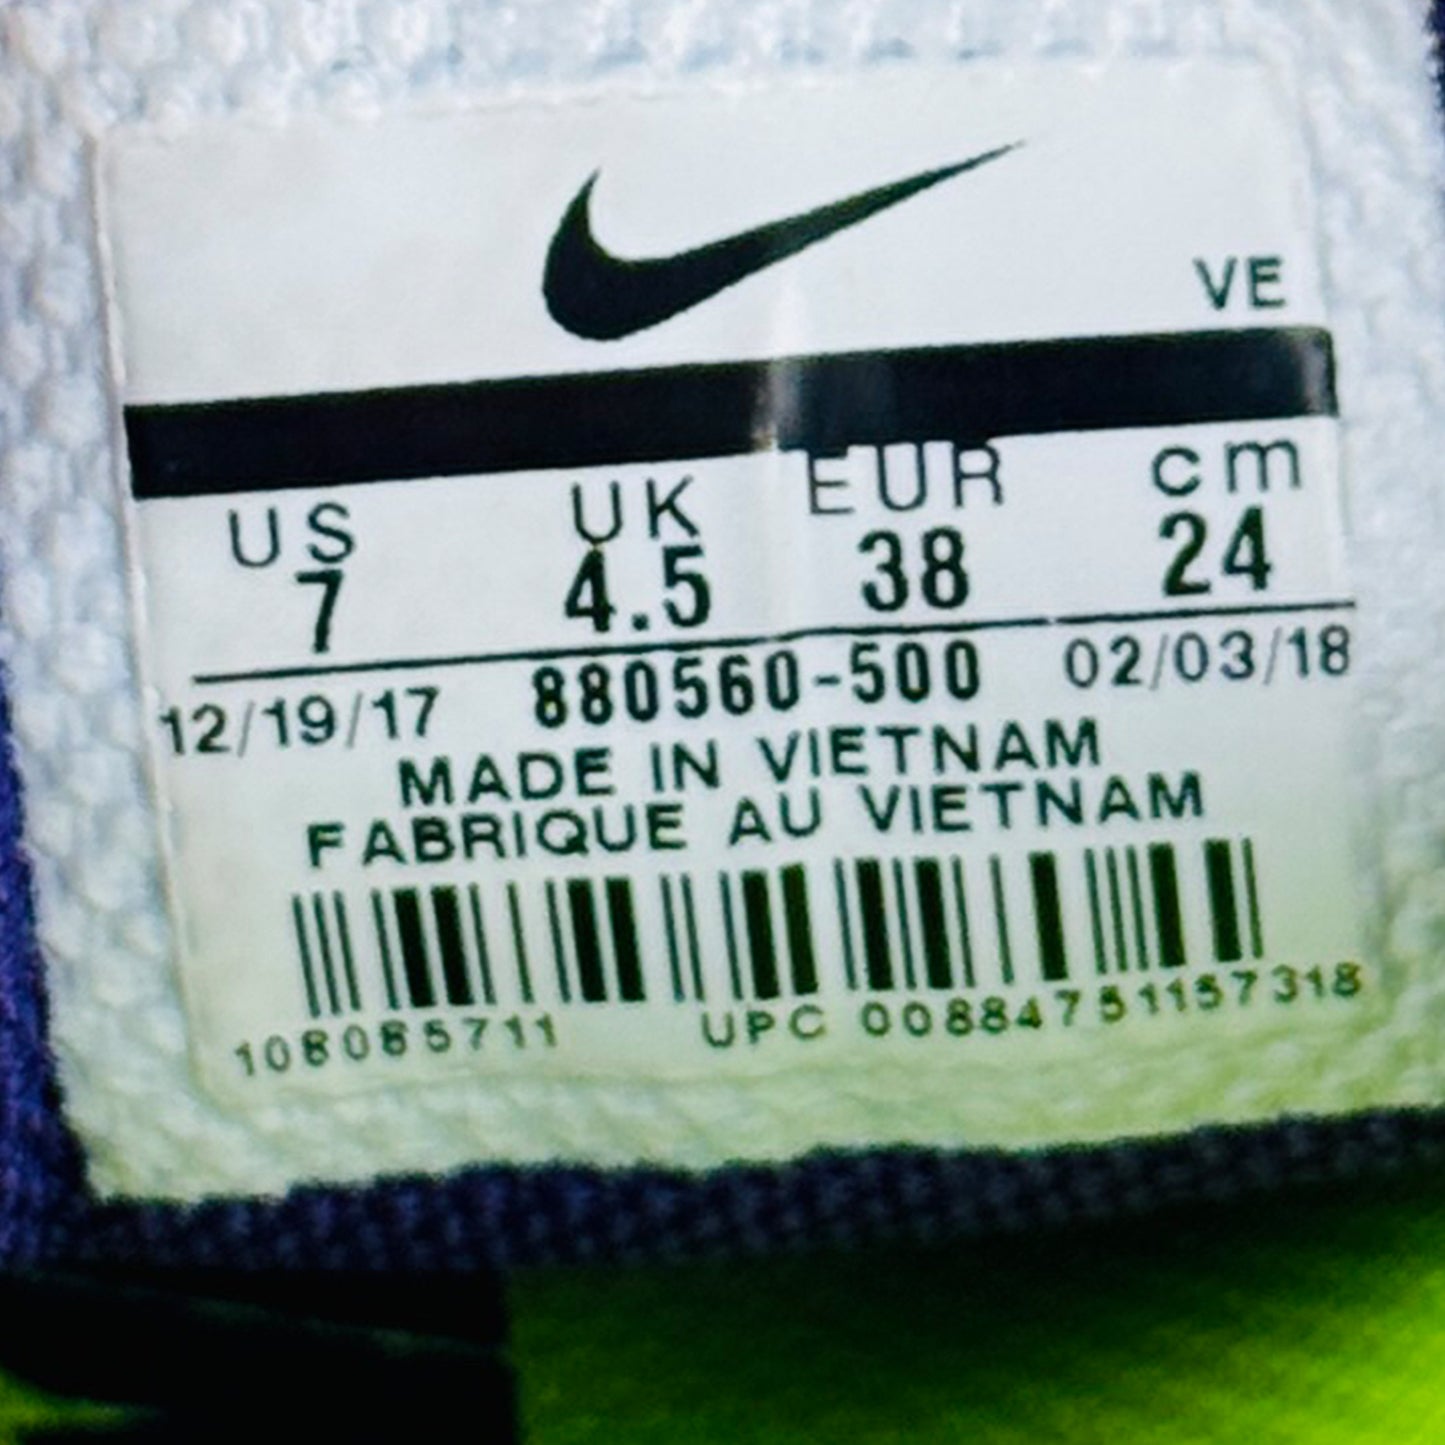 VE
US UK EUR cm
7 4.5 38 24
12/19/17 880560-500 02/03/18
MADE IN VIETNAM
FABRIQUE AU VIETNAM
108085711 UPC 00884751157318